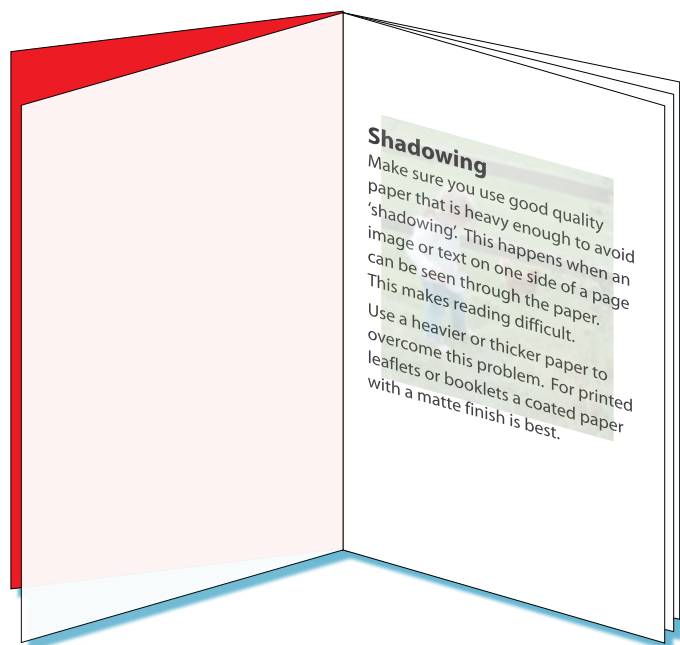 Shadowing
Make sure you use good quality
paper that is heavy enough to avoid
‘shadowing’. This happens when an
image or text on one side of a page
can be seen through the paper.
This makes reading difficult.
Use a heavier or thicker paper to
overcome this problem. For printed
leaflets or booklets a coated paper
with a matte finish is best.